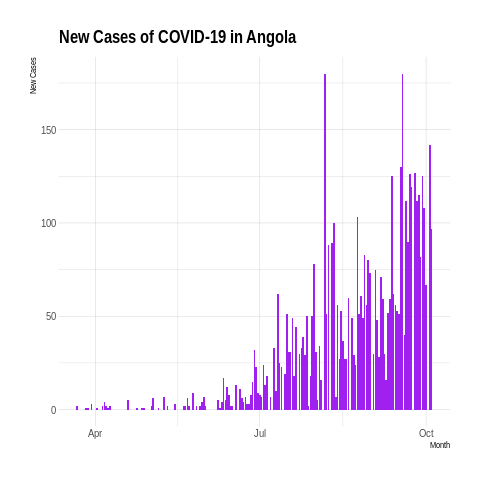 New Cases of COVID-19 in Angola
New Cases
150
100
50
0
Apr
Jul
Oct
Month